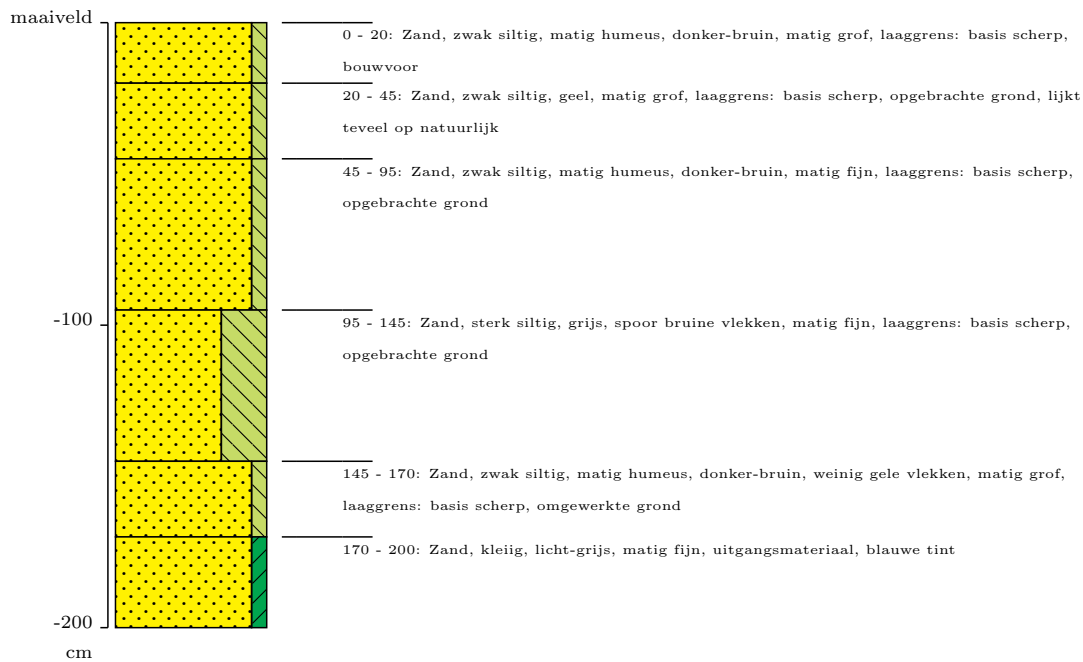 maaiveld
0 - 20: Zand, zwak siltig, matig humeus, donker-bruin, matig grof, laaggrens: basis scherp,
bouwvoor
20 - 45: Zand, zwak siltig, geel, matig grof, laaggrens: basis scherp, opgebrachte grond, lijkt
teveel op natuurlijk
45 - 95: Zand, zwak siltig, matig humeus, donker-bruin, matig fijn, laaggrens: basis scherp,
opgebrachte grond
-100
95 - 145: Zand, sterk siltig, grijs, spoor bruine vlekken, matig fijn, laaggrens: basis scherp,
opgebrachte grond
145 - 170: Zand, zwak siltig, matig humeus, donker-bruin, weinig gele vlekken, matig grof,
laaggrens: basis scherp, omgewerkte grond
170 - 200: Zand, kleiig, licht-grijs, matig fijn, uitgangsmateriaal, blauwe tint
-200
cm